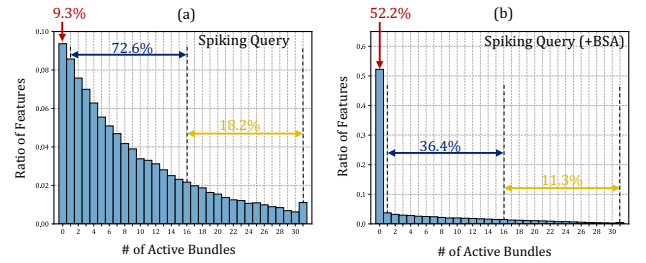 9.3%
(a)
72.6%
Spiking Query
18.2%
Ratio of Features
0.10
0.08
0.06
0.04
0.02
0.00
0 2 4 6 8 10 12 14 16 18 20 22 24 26 28 30
# of Active Bundles
52.2%
(b)
Spiking Query (+BSA)
36.4%
11.3%
Ratio of Features
0.6
0.5
0.4
0.3
0.2
0.1
0.0
0 2 4 6 8 10 12 14 16 18 20 22 24 26 28 30
# of Active Bundles